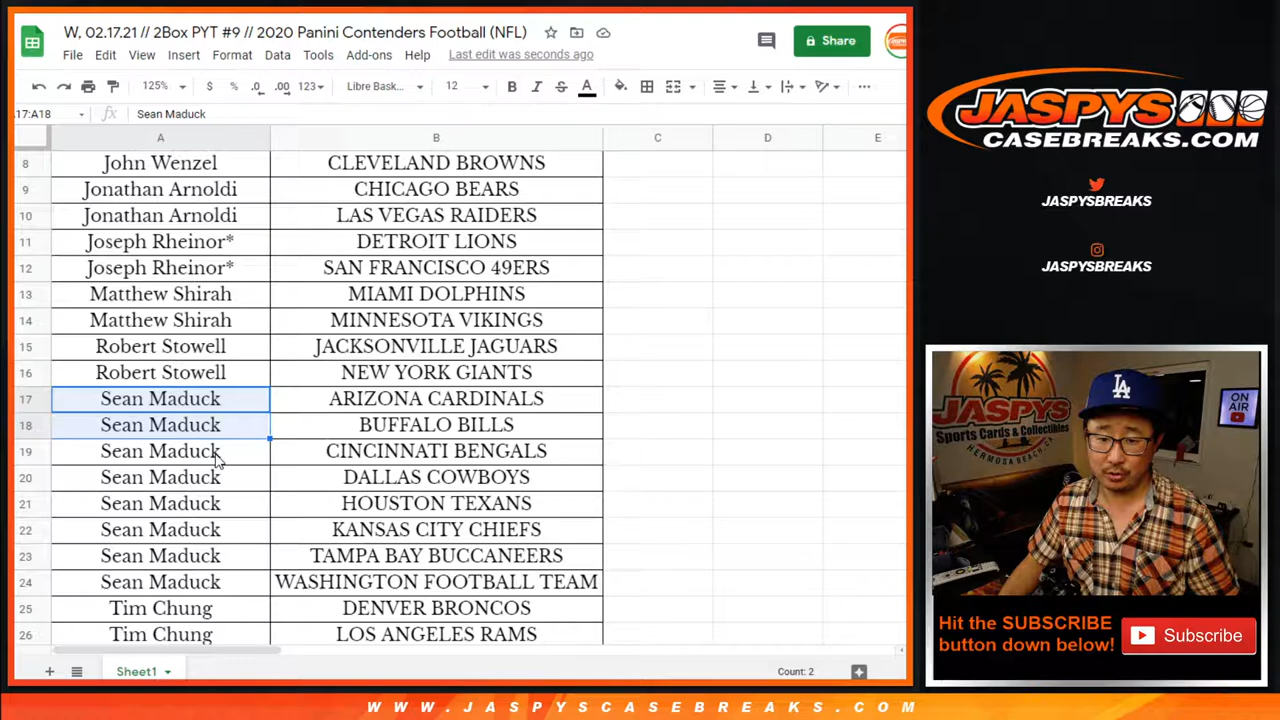 W, 02.17.21 // 2Box PYT #9 // 2020 Panini Contenders Football (NFL)
File Edit View Insert Format Data Tools Add-ons Help Last edit was seconds ago
Share
125% $ % .0 .00 123 Libre Bask... 12 B I S A
17:A18 fx Sean Maduck
A B C D E
8 John Wenzel CLEVELAND BROWNS
9 Jonathan Arnoldi CHICAGO BEARS
10 Jonathan Arnoldi LAS VEGAS RAIDERS
11 Joseph Rheinor* DETROIT LIONS
12 Joseph Rheinor* SAN FRANCISCO 49ERS
13 Matthew Shirah MIAMI DOLPHINS
14 Matthew Shirah MINNESOTA VIKINGS
15 Robert Stowell JACKSONVILLE JAGUARS
16 Robert Stowell NEW YORK GIANTS
17 Sean Maduck ARIZONA CARDINALS
18 Sean Maduck BUFFALO BILLS
19 Sean Maduck CINCINNATI BENGALS
20 Sean Maduck DALLAS COWBOYS
21 Sean Maduck HOUSTON TEXANS
22 Sean Maduck KANSAS CITY CHIEFS
23 Sean Maduck TAMPA BAY BUCCANEERS
24 Sean Maduck WASHINGTON FOOTBALL TEAM
25 Tim Chung DENVER BRONCOS
26 Tim Chung LOS ANGELES RAMS
Sheet1 Count: 2
JASPYS
CASEBREAKS.COM
JASPYSBREAKS
JASPYSBREAKS
JASPYS
Sports Cards & Collectibles
HERMOSA BEACH, CA
ON
AIR
LA
Hit the SUBSCRIBE
button down below!
Subscribe
WWW.JASPYSCASEBREAKS.COM